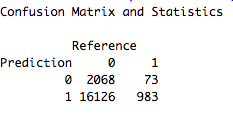 Confusion Matrix and Statistics
Reference
Prediction 0 1
0 2068 73
1 16126 983